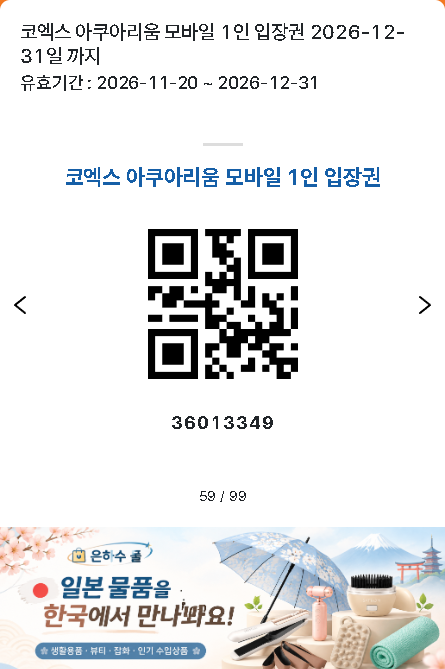 코엑스 아쿠아리움 모바일 1인 입장권 2026-12-
31일 까지
유효기간 : 2026-11-20 ~ 2026-12-31
코엑스 아쿠아리움 모바일 1인 입장권
36013349
59 / 99
은하수 몰
일본 물품을
한국에서 만나봐요!
생활용품 · 뷰티 · 잡화 · 인기 수입상품